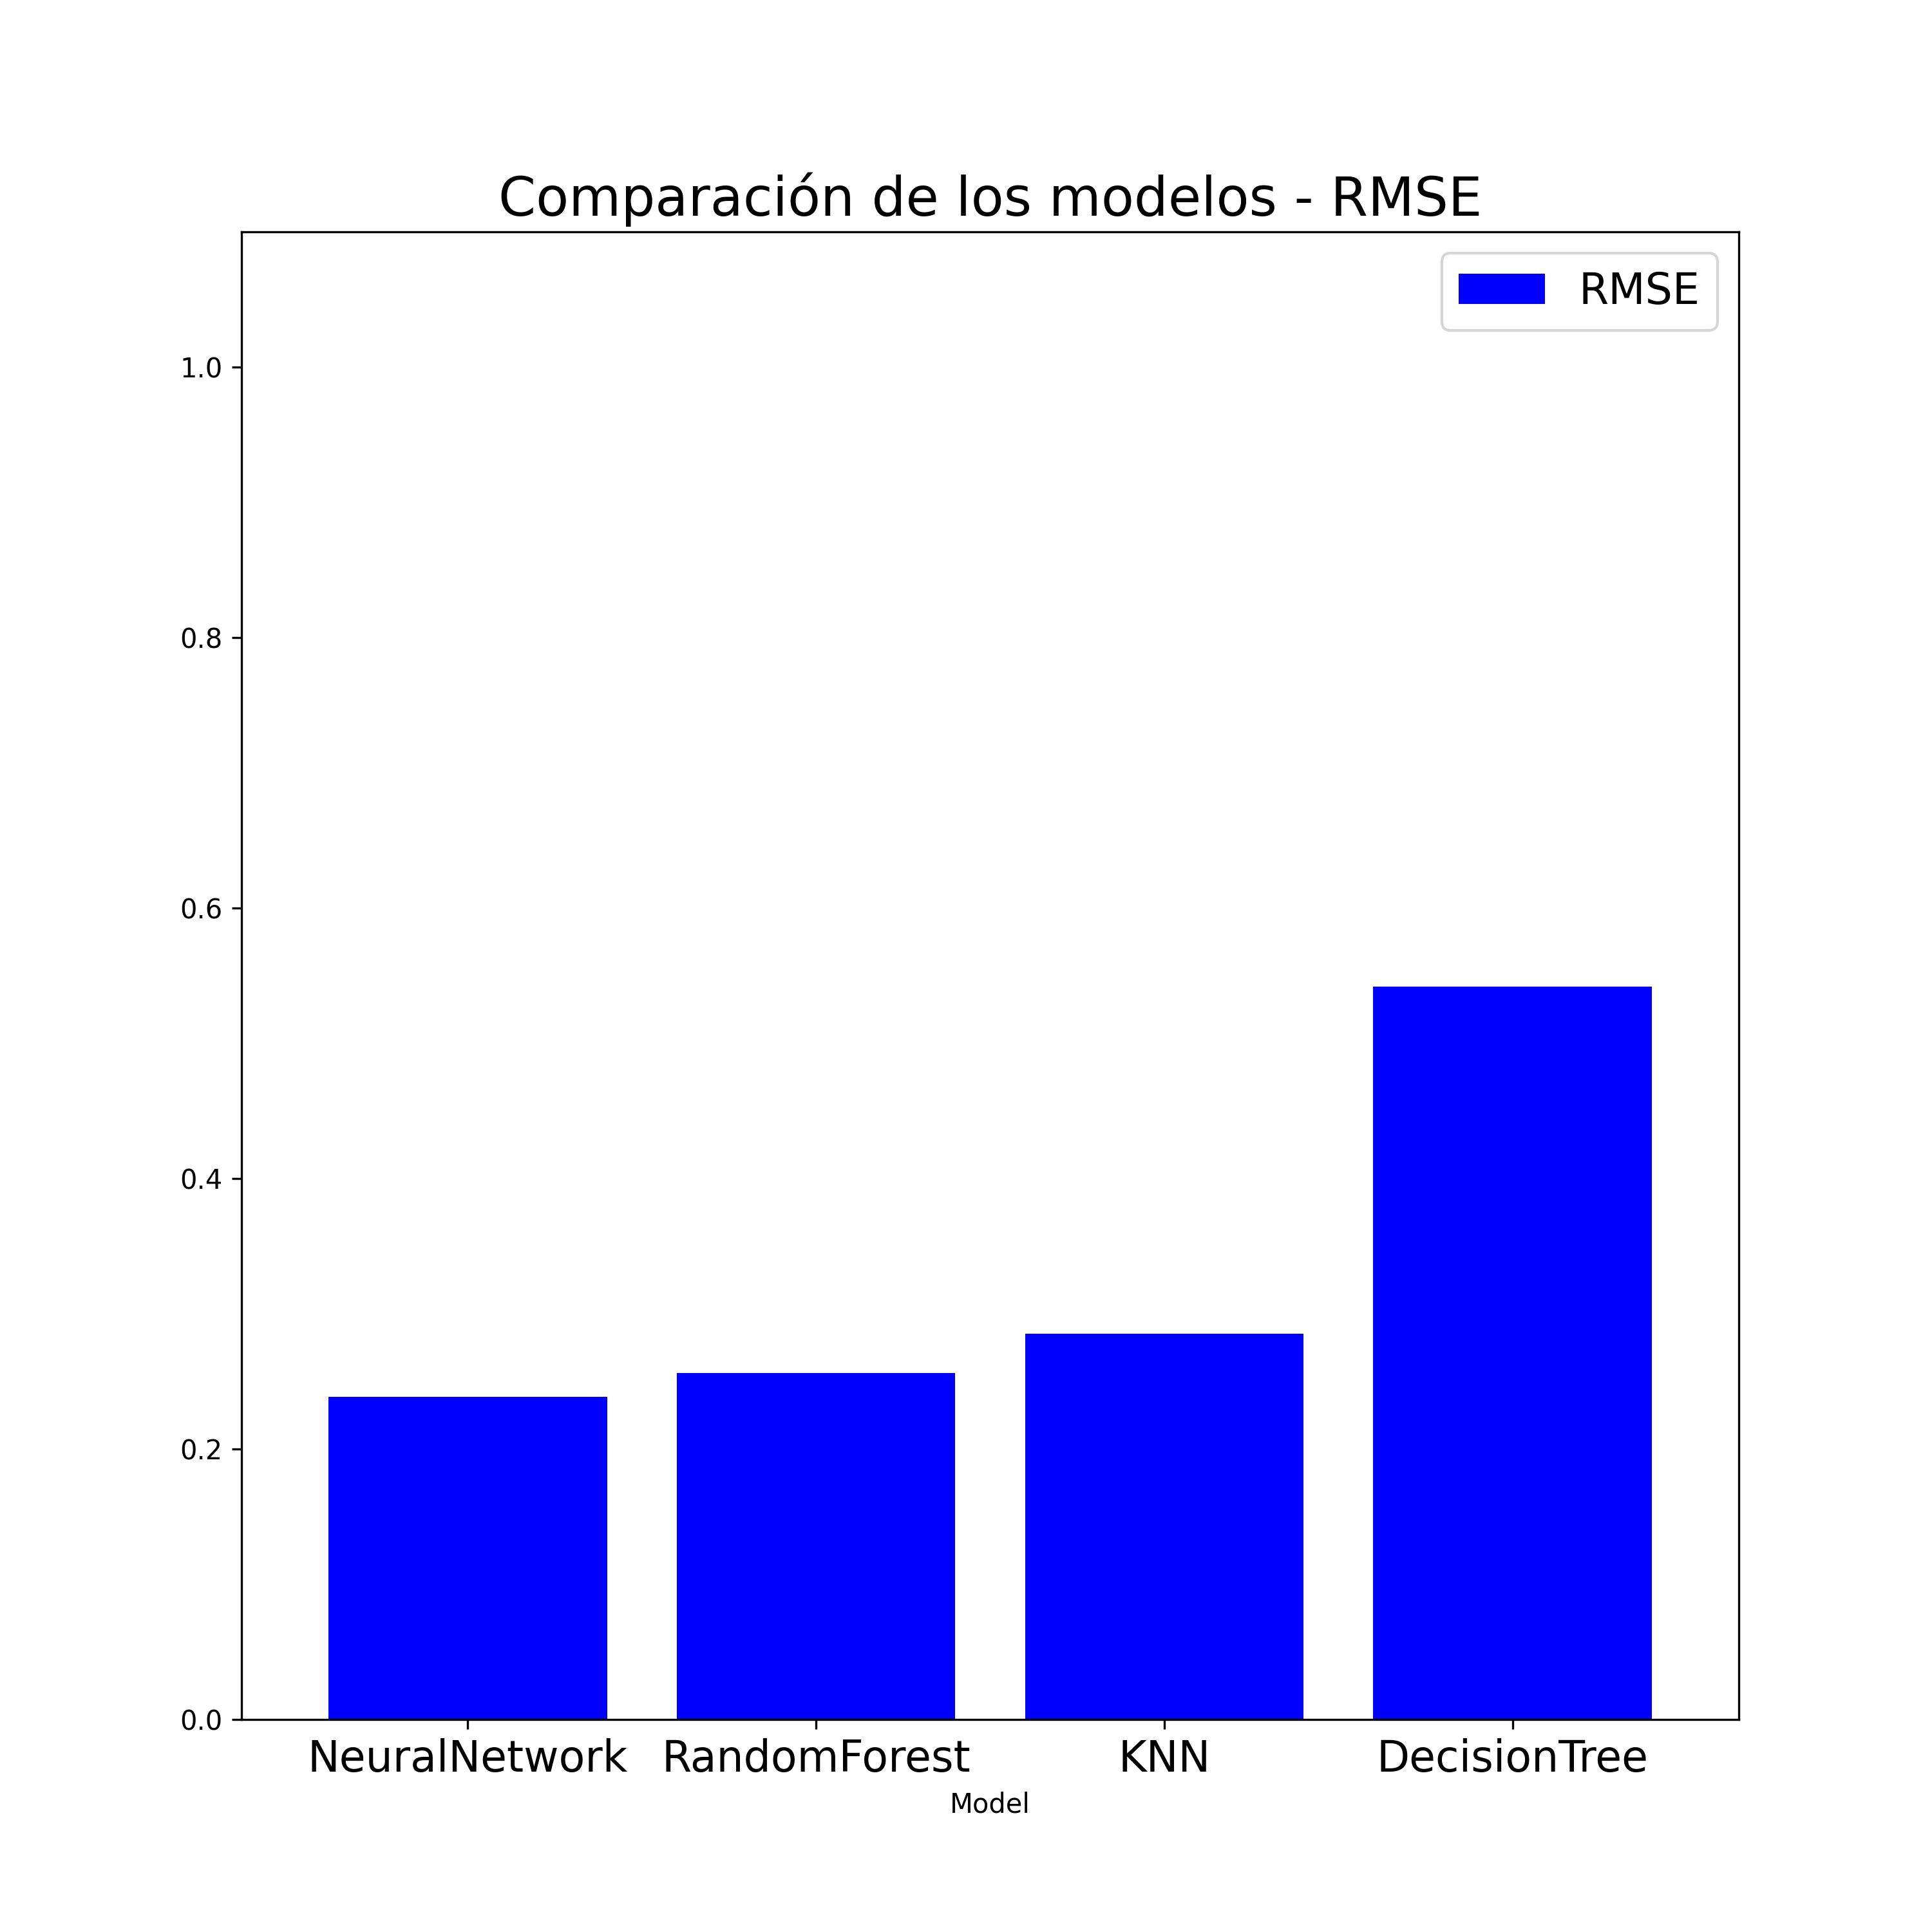 Comparación de los modelos - RMSE
RMSE
1.0
0.8
0.6
0.4
0.2
0.0
NeuralNetwork RandomForest KNN DecisionTree
Model